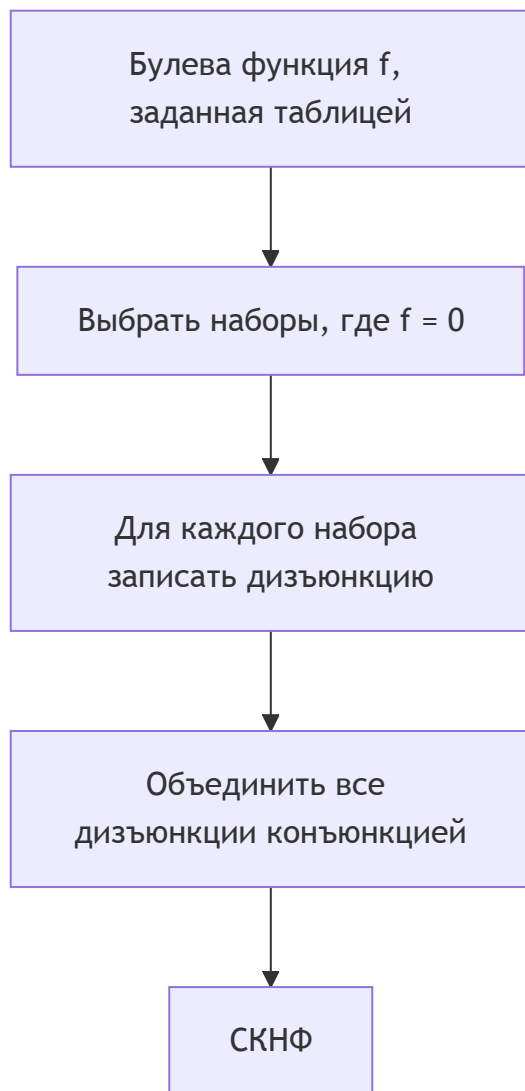 Булева функция f,
заданная таблицей
Выбрать наборы, где f = 0
Для каждого набора
записать дизъюнкцию
Объединить все
дизъюнкции конъюнкцией
СКНФ